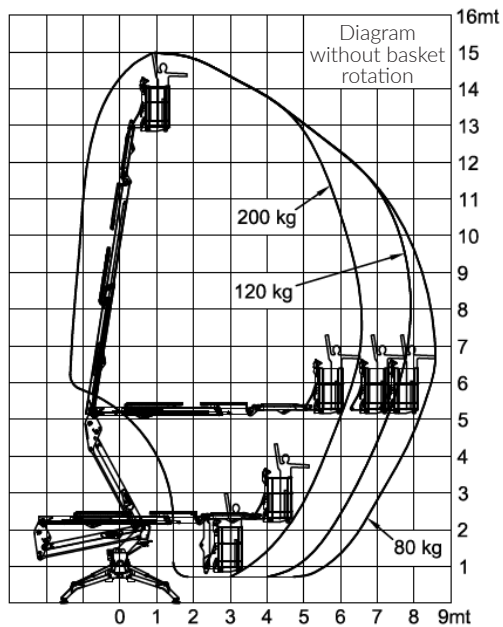 16mt
Diagram
without basket
rotation
15
14
13
12
11
10
9
8
7
6
5
4
3
2
1
200 kg
120 kg
80 kg
0 1 2 3 4 5 6 7 8 9mt